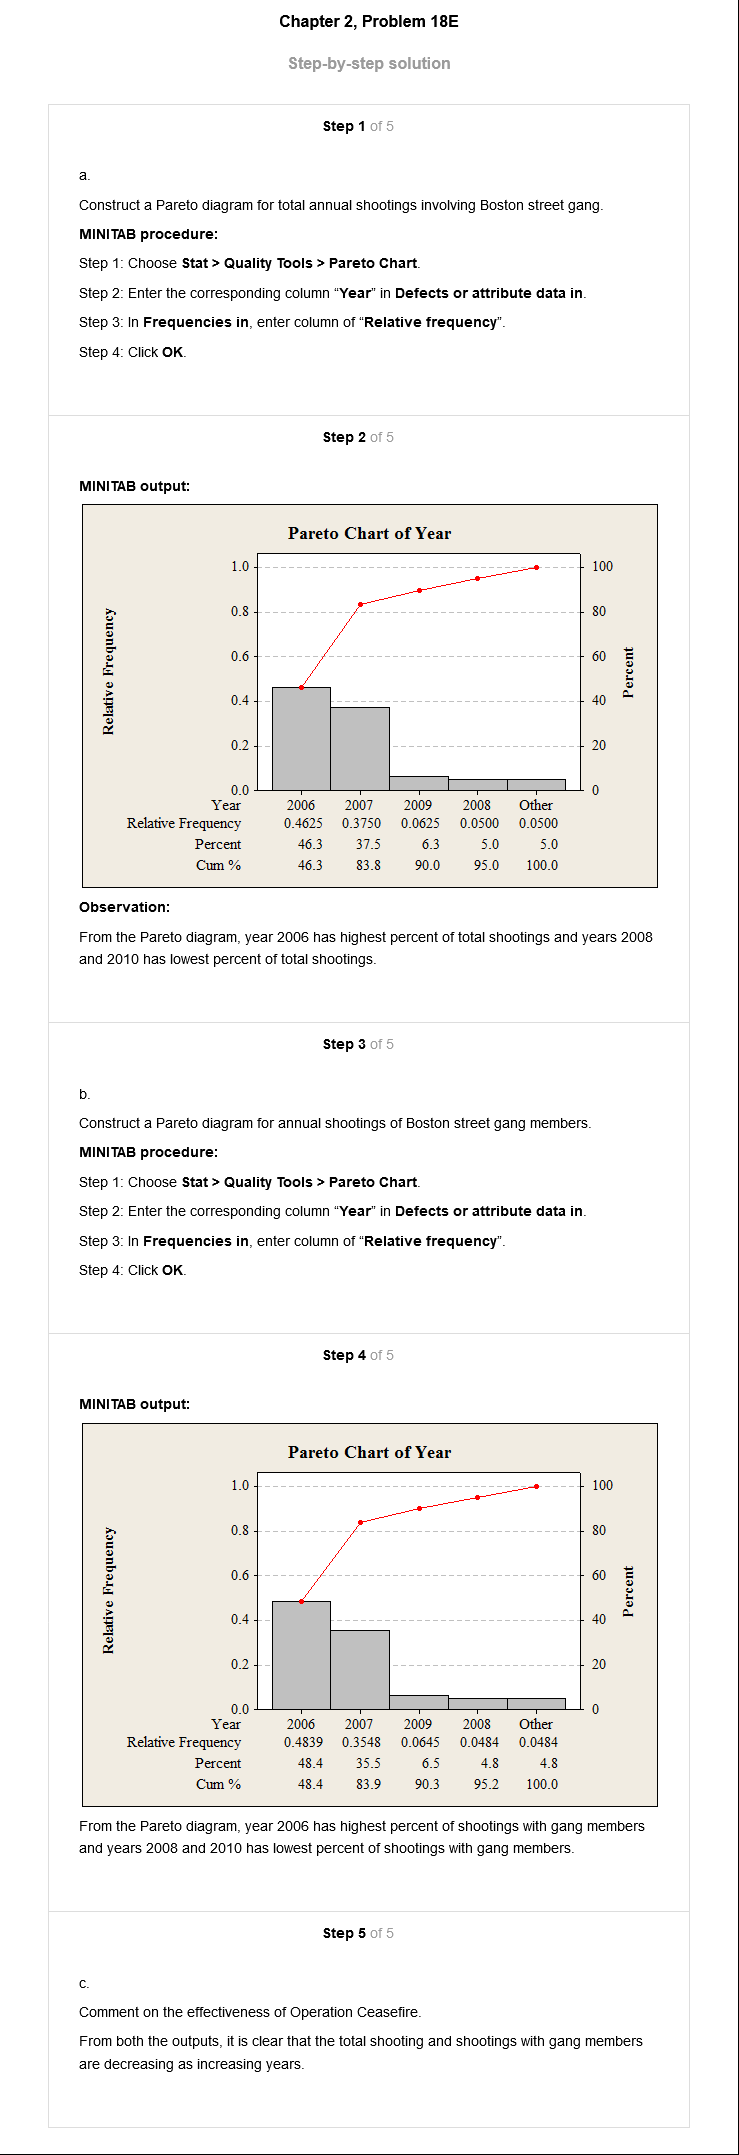 Chapter 2, Problem 18E
Step-by-step solution
Step 1 of 5
a.
Construct a Pareto diagram for total annual shootings involving Boston street gang.
MINITAB procedure:
Step 1: Choose Stat > Quality Tools > Pareto Chart.
Step 2: Enter the corresponding column “Year” in Defects or attribute data in.
Step 3: In Frequencies in, enter column of “Relative frequency”.
Step 4: Click OK.
Step 2 of 5
MINITAB output:
Pareto Chart of Year
Relative Frequency
1.0
0.8
0.6
0.4
0.2
0.0
100
80
60
40
20
0
Percent
Year 2006 2007 2009 2008 Other
Relative Frequency 0.4625 0.3750 0.0625 0.0500 0.0500
Percent 46.3 37.5 6.3 5.0 5.0
Cum % 46.3 83.8 90.0 95.0 100.0
Observation:
From the Pareto diagram, year 2006 has highest percent of total shootings and years 2008
and 2010 has lowest percent of total shootings.
Step 3 of 5
b.
Construct a Pareto diagram for annual shootings of Boston street gang members.
MINITAB procedure:
Step 1: Choose Stat > Quality Tools > Pareto Chart.
Step 2: Enter the corresponding column “Year” in Defects or attribute data in.
Step 3: In Frequencies in, enter column of “Relative frequency”.
Step 4: Click OK.
Step 4 of 5
MINITAB output:
Pareto Chart of Year
Relative Frequency
1.0
0.8
0.6
0.4
0.2
0.0
100
80
60
40
20
0
Percent
Year 2006 2007 2009 2008 Other
Relative Frequency 0.4839 0.3548 0.0645 0.0484 0.0484
Percent 48.4 35.5 6.5 4.8 4.8
Cum % 48.4 83.9 90.3 95.2 100.0
From the Pareto diagram, year 2006 has highest percent of shootings with gang members
and years 2008 and 2010 has lowest percent of shootings with gang members.
Step 5 of 5
c.
Comment on the effectiveness of Operation Ceasefire.
From both the outputs, it is clear that the total shooting and shootings with gang members
are decreasing as increasing years.